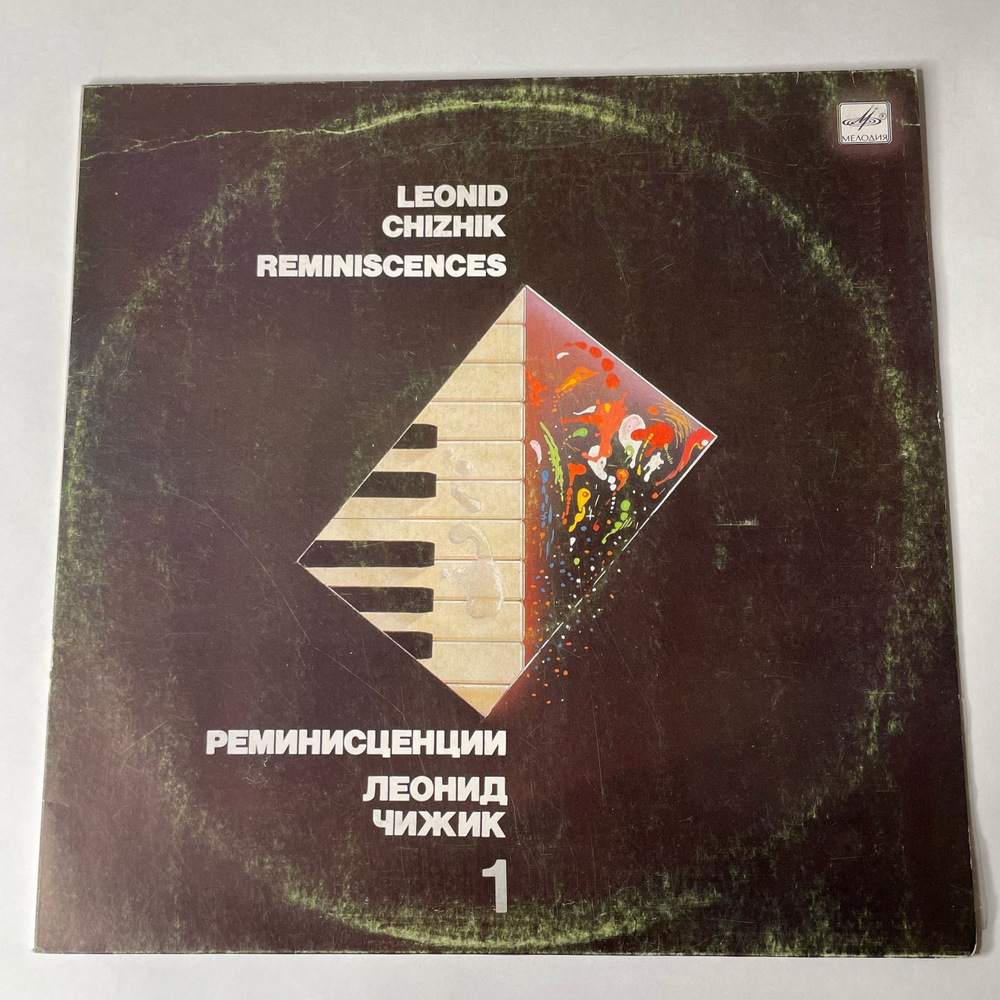 МЕЛОДИЯ
LEONID
CHIZHIK
REMINISCENCES
РЕМИНИСЦЕНЦИИ
ЛЕОНИД
ЧИЖИК
1